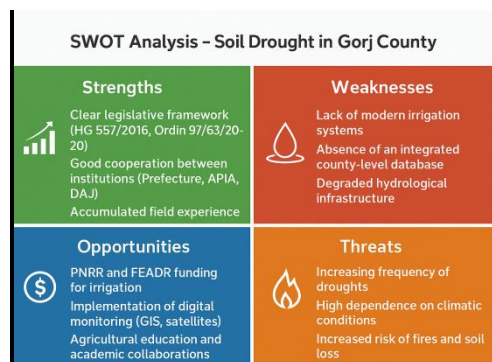 SWOT Analysis – Soil Drought in Gorj County
Strengths
Clear legislative framework
(HG 557/2016, Ordin 97/63/20-
20)
Good cooperation between
institutions (Prefecture, APIA,
DAJ)
Accumulated field experience
Weaknesses
Lack of modern irrigation
systems
Absence of an integrated
county-level database
Degraded hydrological
infrastructure
Opportunities
PNRR and FEADR funding
for irrigation
Implementation of digital
monitoring (GIS, satellites)
Agricultural education and
academic collaborations
Threats
Increasing frequency of
droughts
High dependence on climatic
conditions
Increased risk of fires and soil
loss
$